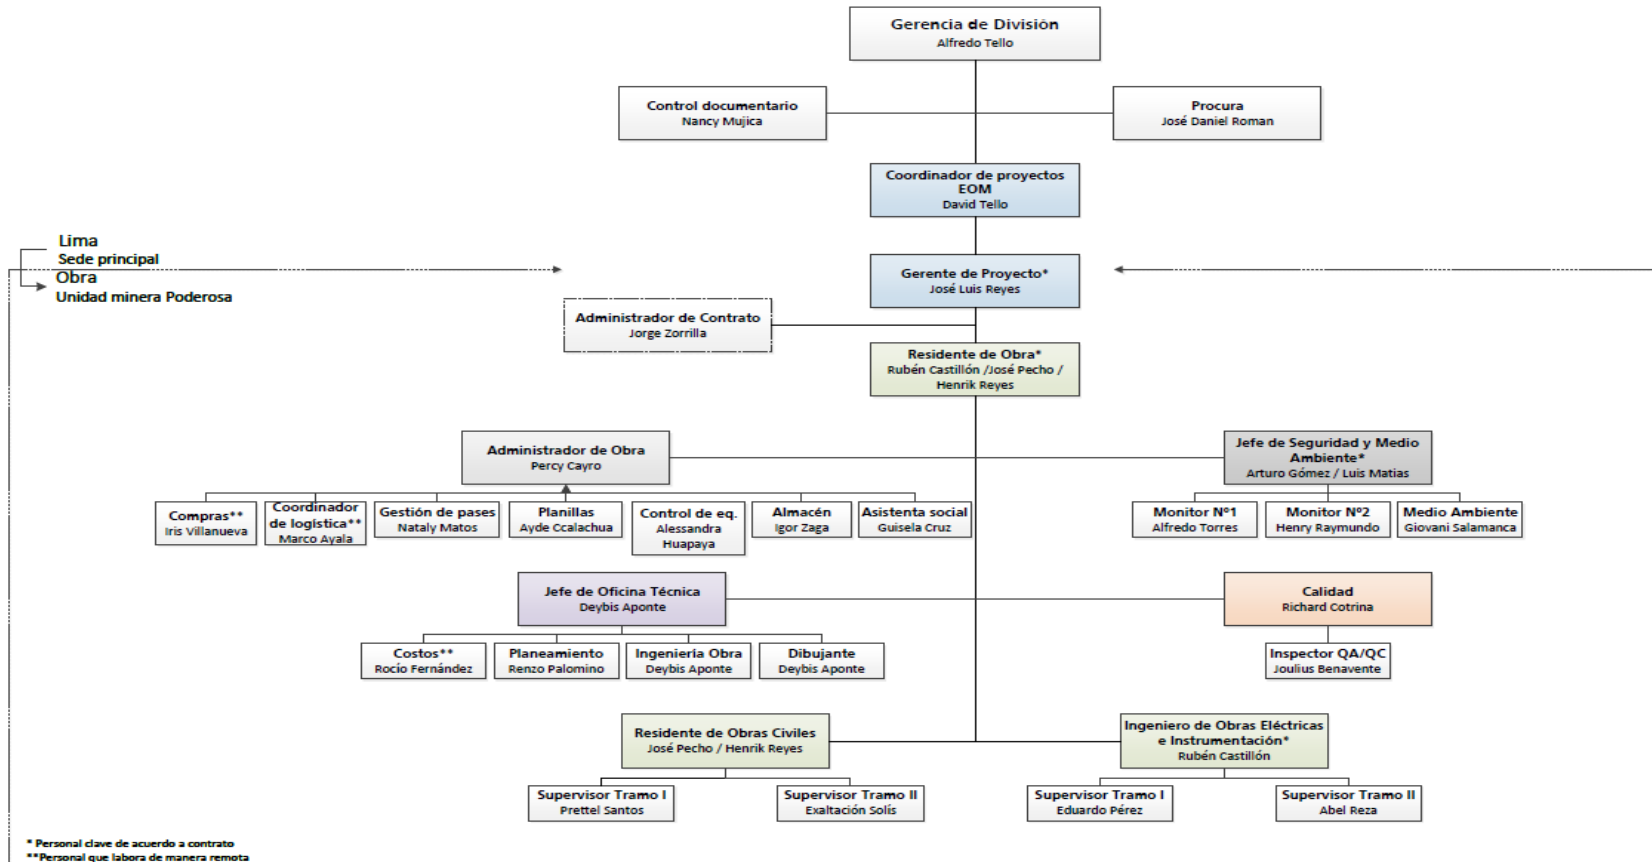 Gerencia de División
Alfredo Tello
Control documentario
Nancy Mujica
Procura
José Daniel Roman
Coordinador de proyectos
EOM
David Tello
Lima
Sede principal
Obra
Unidad minera Poderosa
Gerente de Proyecto*
José Luis Reyes
Administrador de Contrato
Jorge Zorrilla
Residente de Obra*
Rubén Castillón /José Pecho /
Henrik Reyes
Administrador de Obra
Percy Cayro
Jefe de Seguridad y Medio
Ambiente*
Arturo Gómez / Luis Matias
Compras**
Iris Villanueva
Coordinador
de logística**
Marco Ayala
Gestión de pases
Nataly Matos
Planillas
Ayde Ccalachua
Control de eq.
Alessandra
Huapaya
Almacén
Igor Zaga
Asistenta social
Guisela Cruz
Monitor Nº1
Alfredo Torres
Monitor Nº2
Henry Raymundo
Medio Ambiente
Giovani Salamanca
Jefe de Oficina Técnica
Deybis Aponte
Calidad
Richard Cotrina
Costos**
Rocío Fernández
Planeamiento
Renzo Palomino
Ingeniería Obra
Deybis Aponte
Dibujante
Deybis Aponte
Inspector QA/QC
Joulius Benavente
Residente de Obras Civiles
José Pecho / Henrik Reyes
Ingeniero de Obras Eléctricas
e Instrumentación*
Rubén Castillón
Supervisor Tramo I
Prettel Santos
Supervisor Tramo II
Exaltación Solís
Supervisor Tramo I
Eduardo Pérez
Supervisor Tramo II
Abel Reza
* Personal clave de acuerdo a contrato
**Personal que labora de manera remota